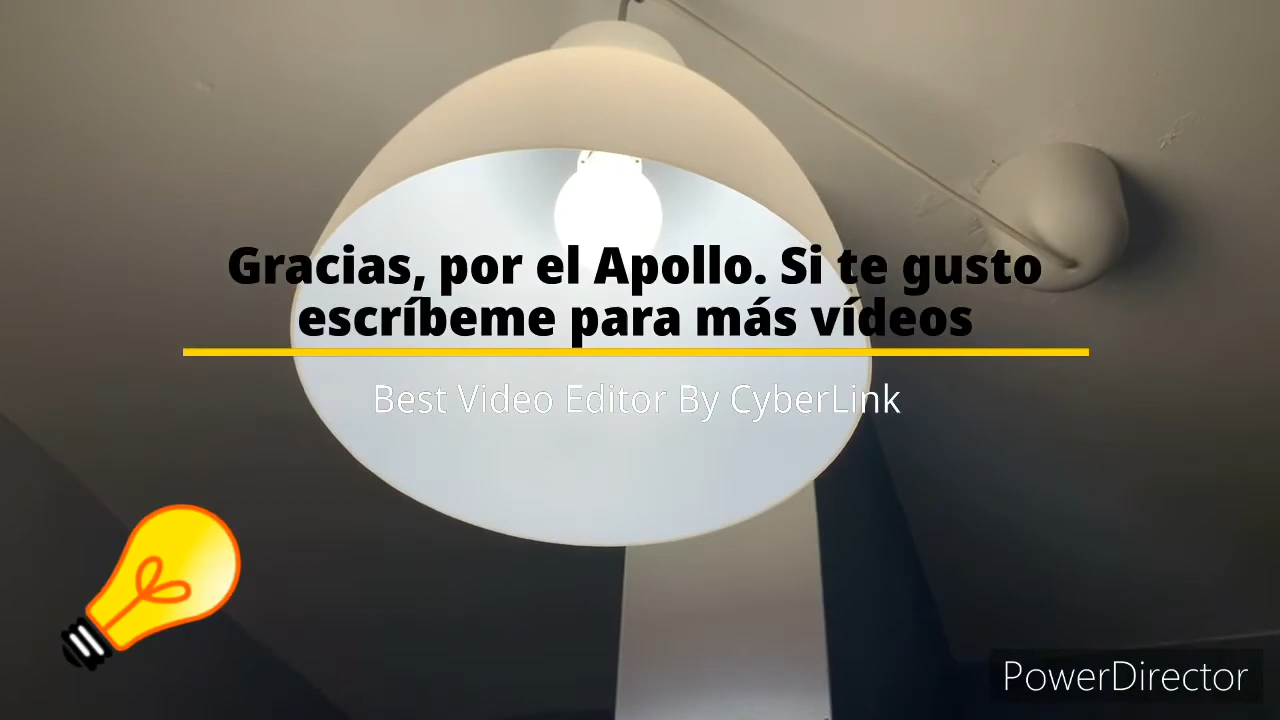 Gracias, por el Apollo. Si te gusto
escríbeme para más vídeos
Best Video Editor By CyberLink
PowerDirector